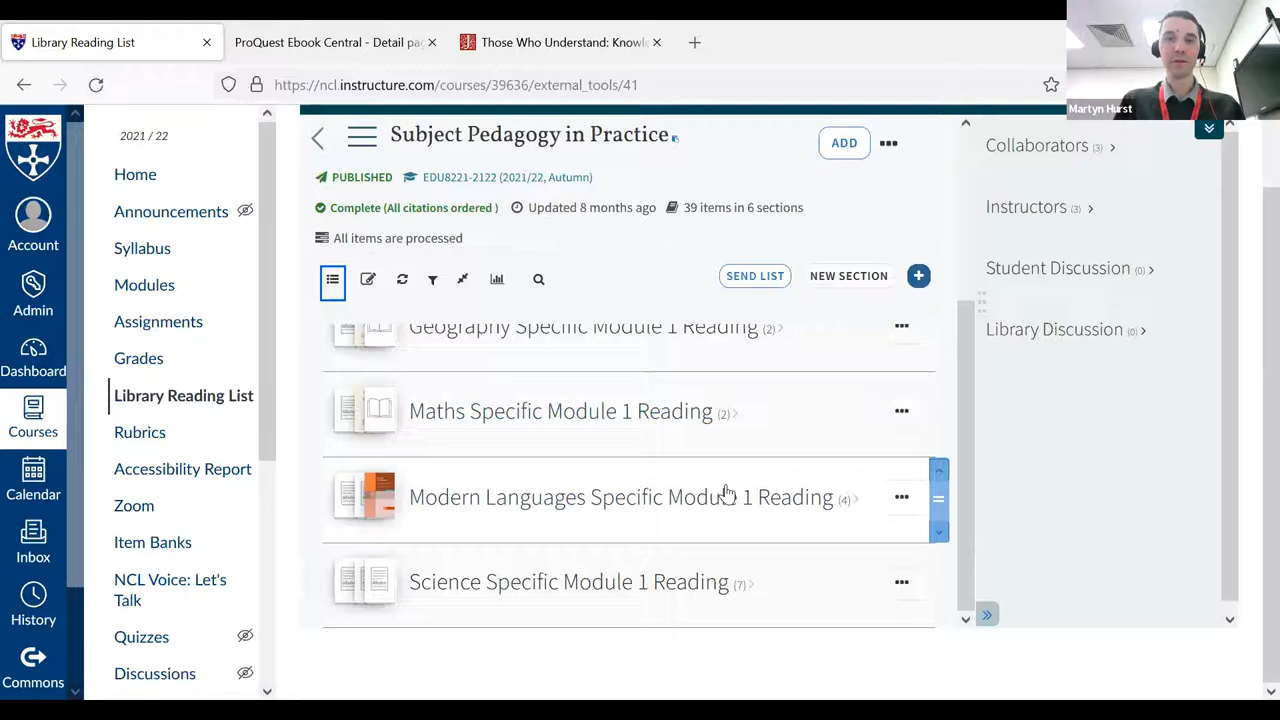 Library Reading List
ProQuest Ebook Central - Detail pag
Those Who Understand: Knowle
https://ncl.instructure.com/courses/39636/external_tools/41
Martyn Hurst
Account
Admin
Dashboard
Courses
Calendar
Inbox
History
Commons
2021 / 22
Home
Announcements
Syllabus
Modules
Assignments
Grades
Library Reading List
Rubrics
Accessibility Report
Zoom
Item Banks
NCL Voice: Let's
Talk
Quizzes
Discussions
Subject Pedagogy in Practice
ADD
PUBLISHED EDU8221-2122 (2021/22, Autumn)
Complete (All citations ordered ) Updated 8 months ago 39 items in 6 sections
All items are processed
SEND LIST
NEW SECTION
Geography Specific Module 1 Reading (2)
Maths Specific Module 1 Reading (2)
Modern Languages Specific Module 1 Reading (4)
Science Specific Module 1 Reading (7)
Collaborators (3)
Instructors (3)
Student Discussion (0)
Library Discussion (0)